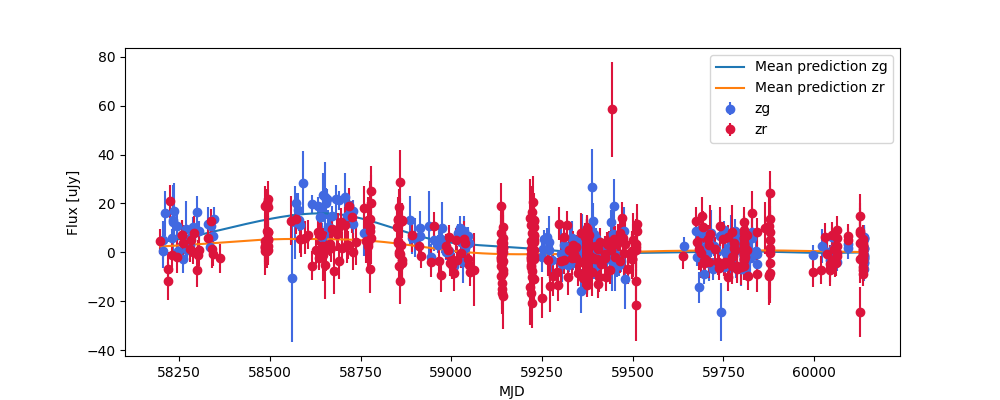 80
60
40
20
0
−20
−40
Flux [uJy]
58250
58500
58750
59000
59250
59500
59750
60000
MJD
Mean prediction zg
Mean prediction zr
zg
zr